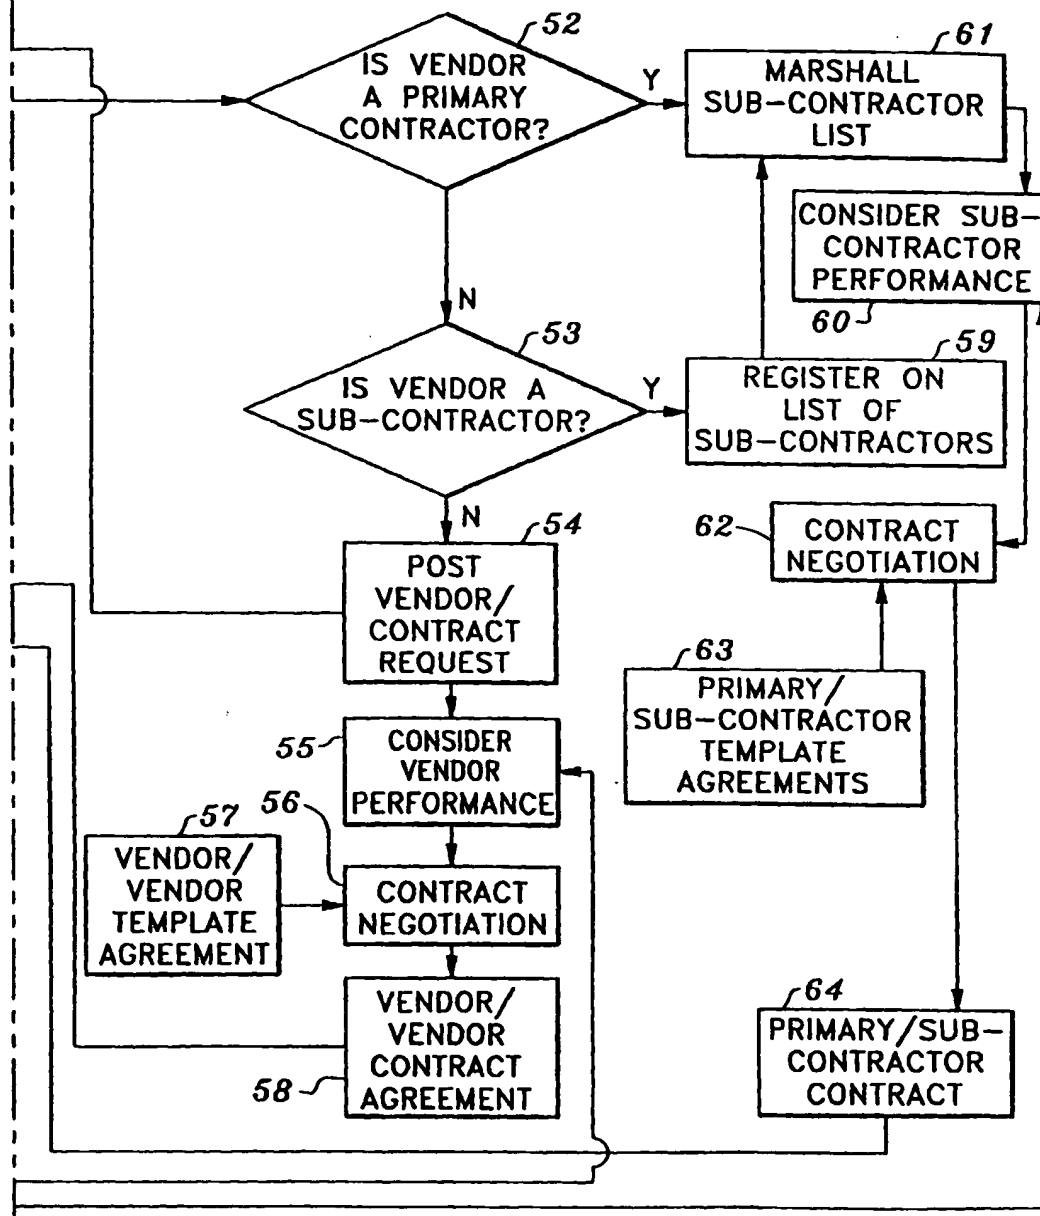 52
IS VENDOR
A PRIMARY
CONTRACTOR?
Y
61
MARSHALL
SUB-CONTRACTOR
LIST
CONSIDER SUB-
CONTRACTOR
PERFORMANCE
60
N
53
IS VENDOR A
SUB-CONTRACTOR?
Y
59
REGISTER ON
LIST OF
SUB-CONTRACTORS
N
54
POST
VENDOR/
CONTRACT
REQUEST
62
CONTRACT
NEGOTIATION
63
PRIMARY/
SUB-CONTRACTOR
TEMPLATE
AGREEMENTS
55
CONSIDER
VENDOR
PERFORMANCE
57
VENDOR/
VENDOR
TEMPLATE
AGREEMENT
56
CONTRACT
NEGOTIATION
VENDOR/
VENDOR
CONTRACT
AGREEMENT
58
64
PRIMARY/SUB-
CONTRACTOR
CONTRACT